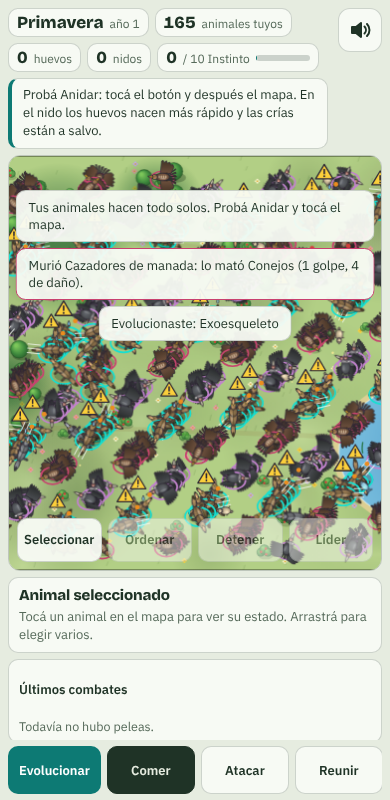 Primavera año 1
165 animales tuyos
0 huevos
0 nidos
0 / 10 Instinto
Probá Anidar: tocá el botón y después el mapa. En
el nido los huevos nacen más rápido y las crías
están a salvo.
Tus animales hacen todo solos. Probá Anidar y tocá el
mapa.
Murió Cazadores de manada: lo mató Conejos (1 golpe, 4
de daño).
Evolucionaste: Exoesqueleto
Seleccionar
Ordenar
Detener
Líder
Animal seleccionado
Tocá un animal en el mapa para ver su estado. Arrastrá para
elegir varios.
Últimos combates
Todavía no hubo peleas.
Evolucionar
Comer
Atacar
Reunir